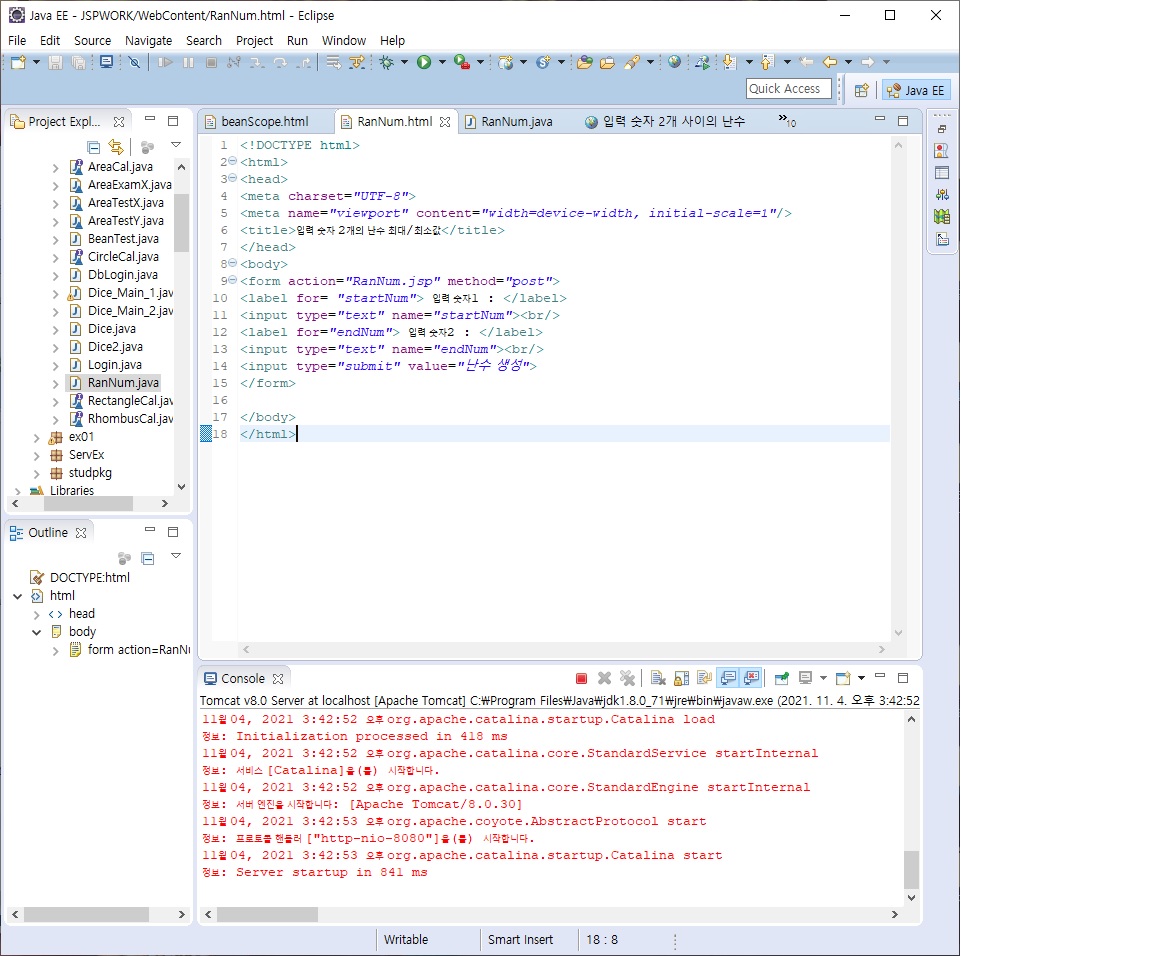 Java EE - JSPWORK/WebContent/RanNum.html - Eclipse
File Edit Source Navigate Search Project Run Window Help
Quick Access
Java EE
Project Expl...
AreaCal.java
AreaExamX.java
AreaTestX.java
AreaTestY.java
BeanTest.java
CircleCal.java
DbLogin.java
Dice_Main_1.jav
Dice_Main_2.jav
Dice.java
Dice2.java
Login.java
RanNum.java
RectangleCal.jav
RhombusCal.jav
ex01
ServEx
studpkg
Libraries
beanScope.html RanNum.html RanNum.java 입력 숫자 2개 사이의 난수 »10
1 <!DOCTYPE html>
2 <html>
3 <head>
4 <meta charset="UTF-8">
5 <meta name="viewport" content="width=device-width, initial-scale=1"/>
6 <title>입력 숫자 2개의 난수 최대/최소값</title>
7 </head>
8 <body>
9 <form action="RanNum.jsp" method="post">
10 <label for= "startNum"> 입력 숫자1 : </label>
11 <input type="text" name="startNum"><br/>
12 <label for="endNum"> 입력 숫자2 : </label>
13 <input type="text" name="endNum"><br/>
14 <input type="submit" value="난수 생성">
15 </form>
16
17 </body>
18 </html>
Outline
DOCTYPE:html
html
head
body
form action=RanNu
Console
Tomcat v8.0 Server at localhost [Apache Tomcat] C:₩Program Files₩Java₩jdk1.8.0_71₩jre₩bin₩javaw.exe (2021. 11. 4. 오후 3:42:52
11월 04, 2021 3:42:52 오후 org.apache.catalina.startup.Catalina load
정보: Initialization processed in 418 ms
11월 04, 2021 3:42:52 오후 org.apache.catalina.core.StandardService startInternal
정보: 서비스 [Catalina]을(를) 시작합니다.
11월 04, 2021 3:42:52 오후 org.apache.catalina.core.StandardEngine startInternal
정보: 서버 엔진을 시작합니다: [Apache Tomcat/8.0.30]
11월 04, 2021 3:42:53 오후 org.apache.coyote.AbstractProtocol start
정보: 프로토콜 핸들러 ["http-nio-8080"]을(를) 시작합니다.
11월 04, 2021 3:42:53 오후 org.apache.catalina.startup.Catalina start
정보: Server startup in 841 ms
Writable Smart Insert 18 : 8